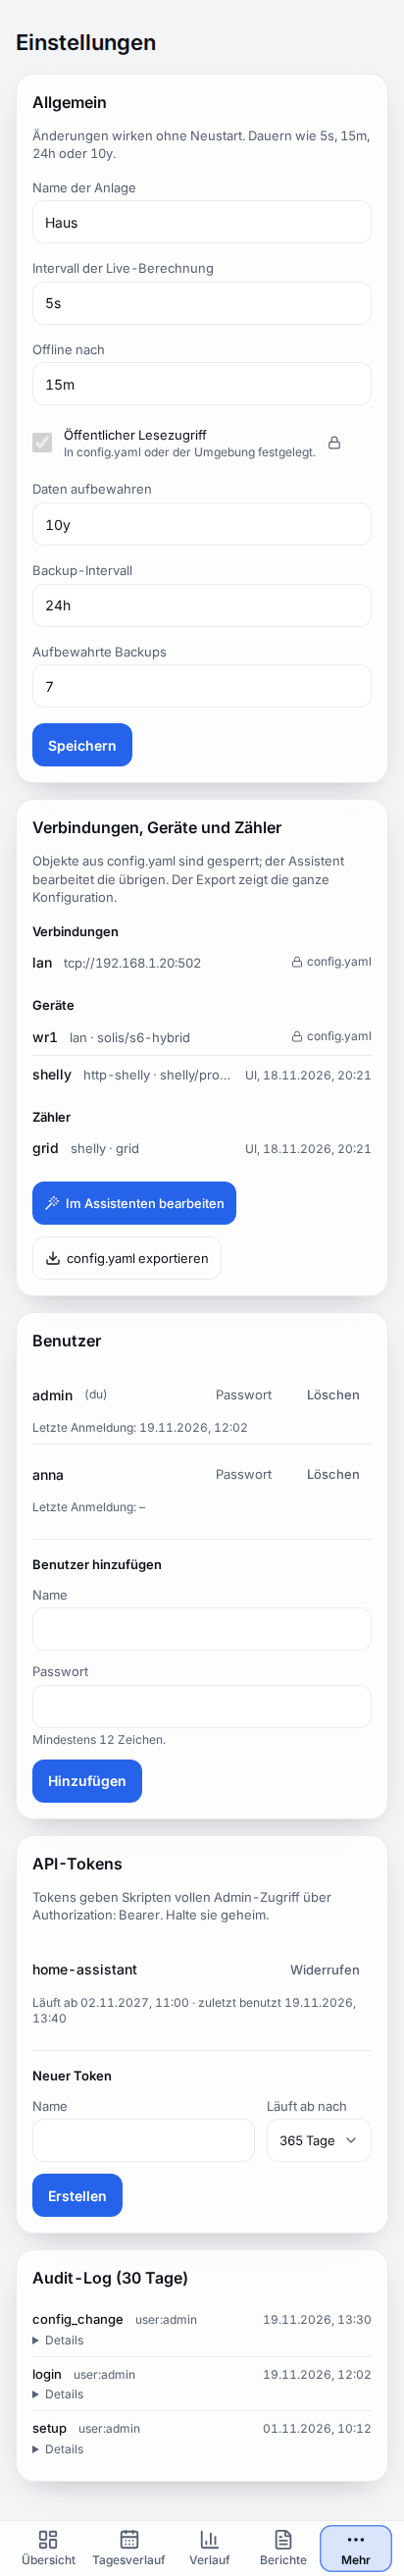 Einstellungen
Allgemein
Änderungen wirken ohne Neustart. Dauern wie 5s, 15m,
24h oder 10y.
Name der Anlage
Haus
Intervall der Live-Berechnung
5s
Offline nach
15m
Öffentlicher Lesezugriff
In config.yaml oder der Umgebung festgelegt.
Daten aufbewahren
10y
Backup-Intervall
24h
Aufbewahrte Backups
7
Speichern
Verbindungen, Geräte und Zähler
Objekte aus config.yaml sind gesperrt; der Assistent
bearbeitet die übrigen. Der Export zeigt die ganze
Konfiguration.
Verbindungen
lan tcp://192.168.1.20:502 config.yaml
Geräte
wr1 lan · solis/s6-hybrid config.yaml
shelly http-shelly · shelly/pro... UI, 18.11.2026, 20:21
Zähler
grid shelly · grid UI, 18.11.2026, 20:21
Im Assistenten bearbeiten
config.yaml exportieren
Benutzer
admin (du) Passwort Löschen
Letzte Anmeldung: 19.11.2026, 12:02
anna Passwort Löschen
Letzte Anmeldung: –
Benutzer hinzufügen
Name
Passwort
Mindestens 12 Zeichen.
Hinzufügen
API-Tokens
Tokens geben Skripten vollen Admin-Zugriff über
Authorization: Bearer. Halte sie geheim.
home-assistant Widerrufen
Läuft ab 02.11.2027, 11:00 · zuletzt benutzt 19.11.2026,
13:40
Neuer Token
Name Läuft ab nach
365 Tage
Erstellen
Audit-Log (30 Tage)
config_change user:admin 19.11.2026, 13:30
Details
login user:admin 19.11.2026, 12:02
Details
setup user:admin 01.11.2026, 10:12
Details
Übersicht Tagesverlauf Verlauf Berichte Mehr